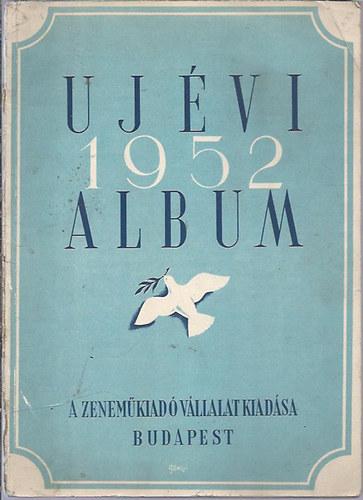 UJÉVI
1952
ALBUM
A ZENEMŰKIADÓ VÁLLALAT KIADÁSA
BUDAPEST